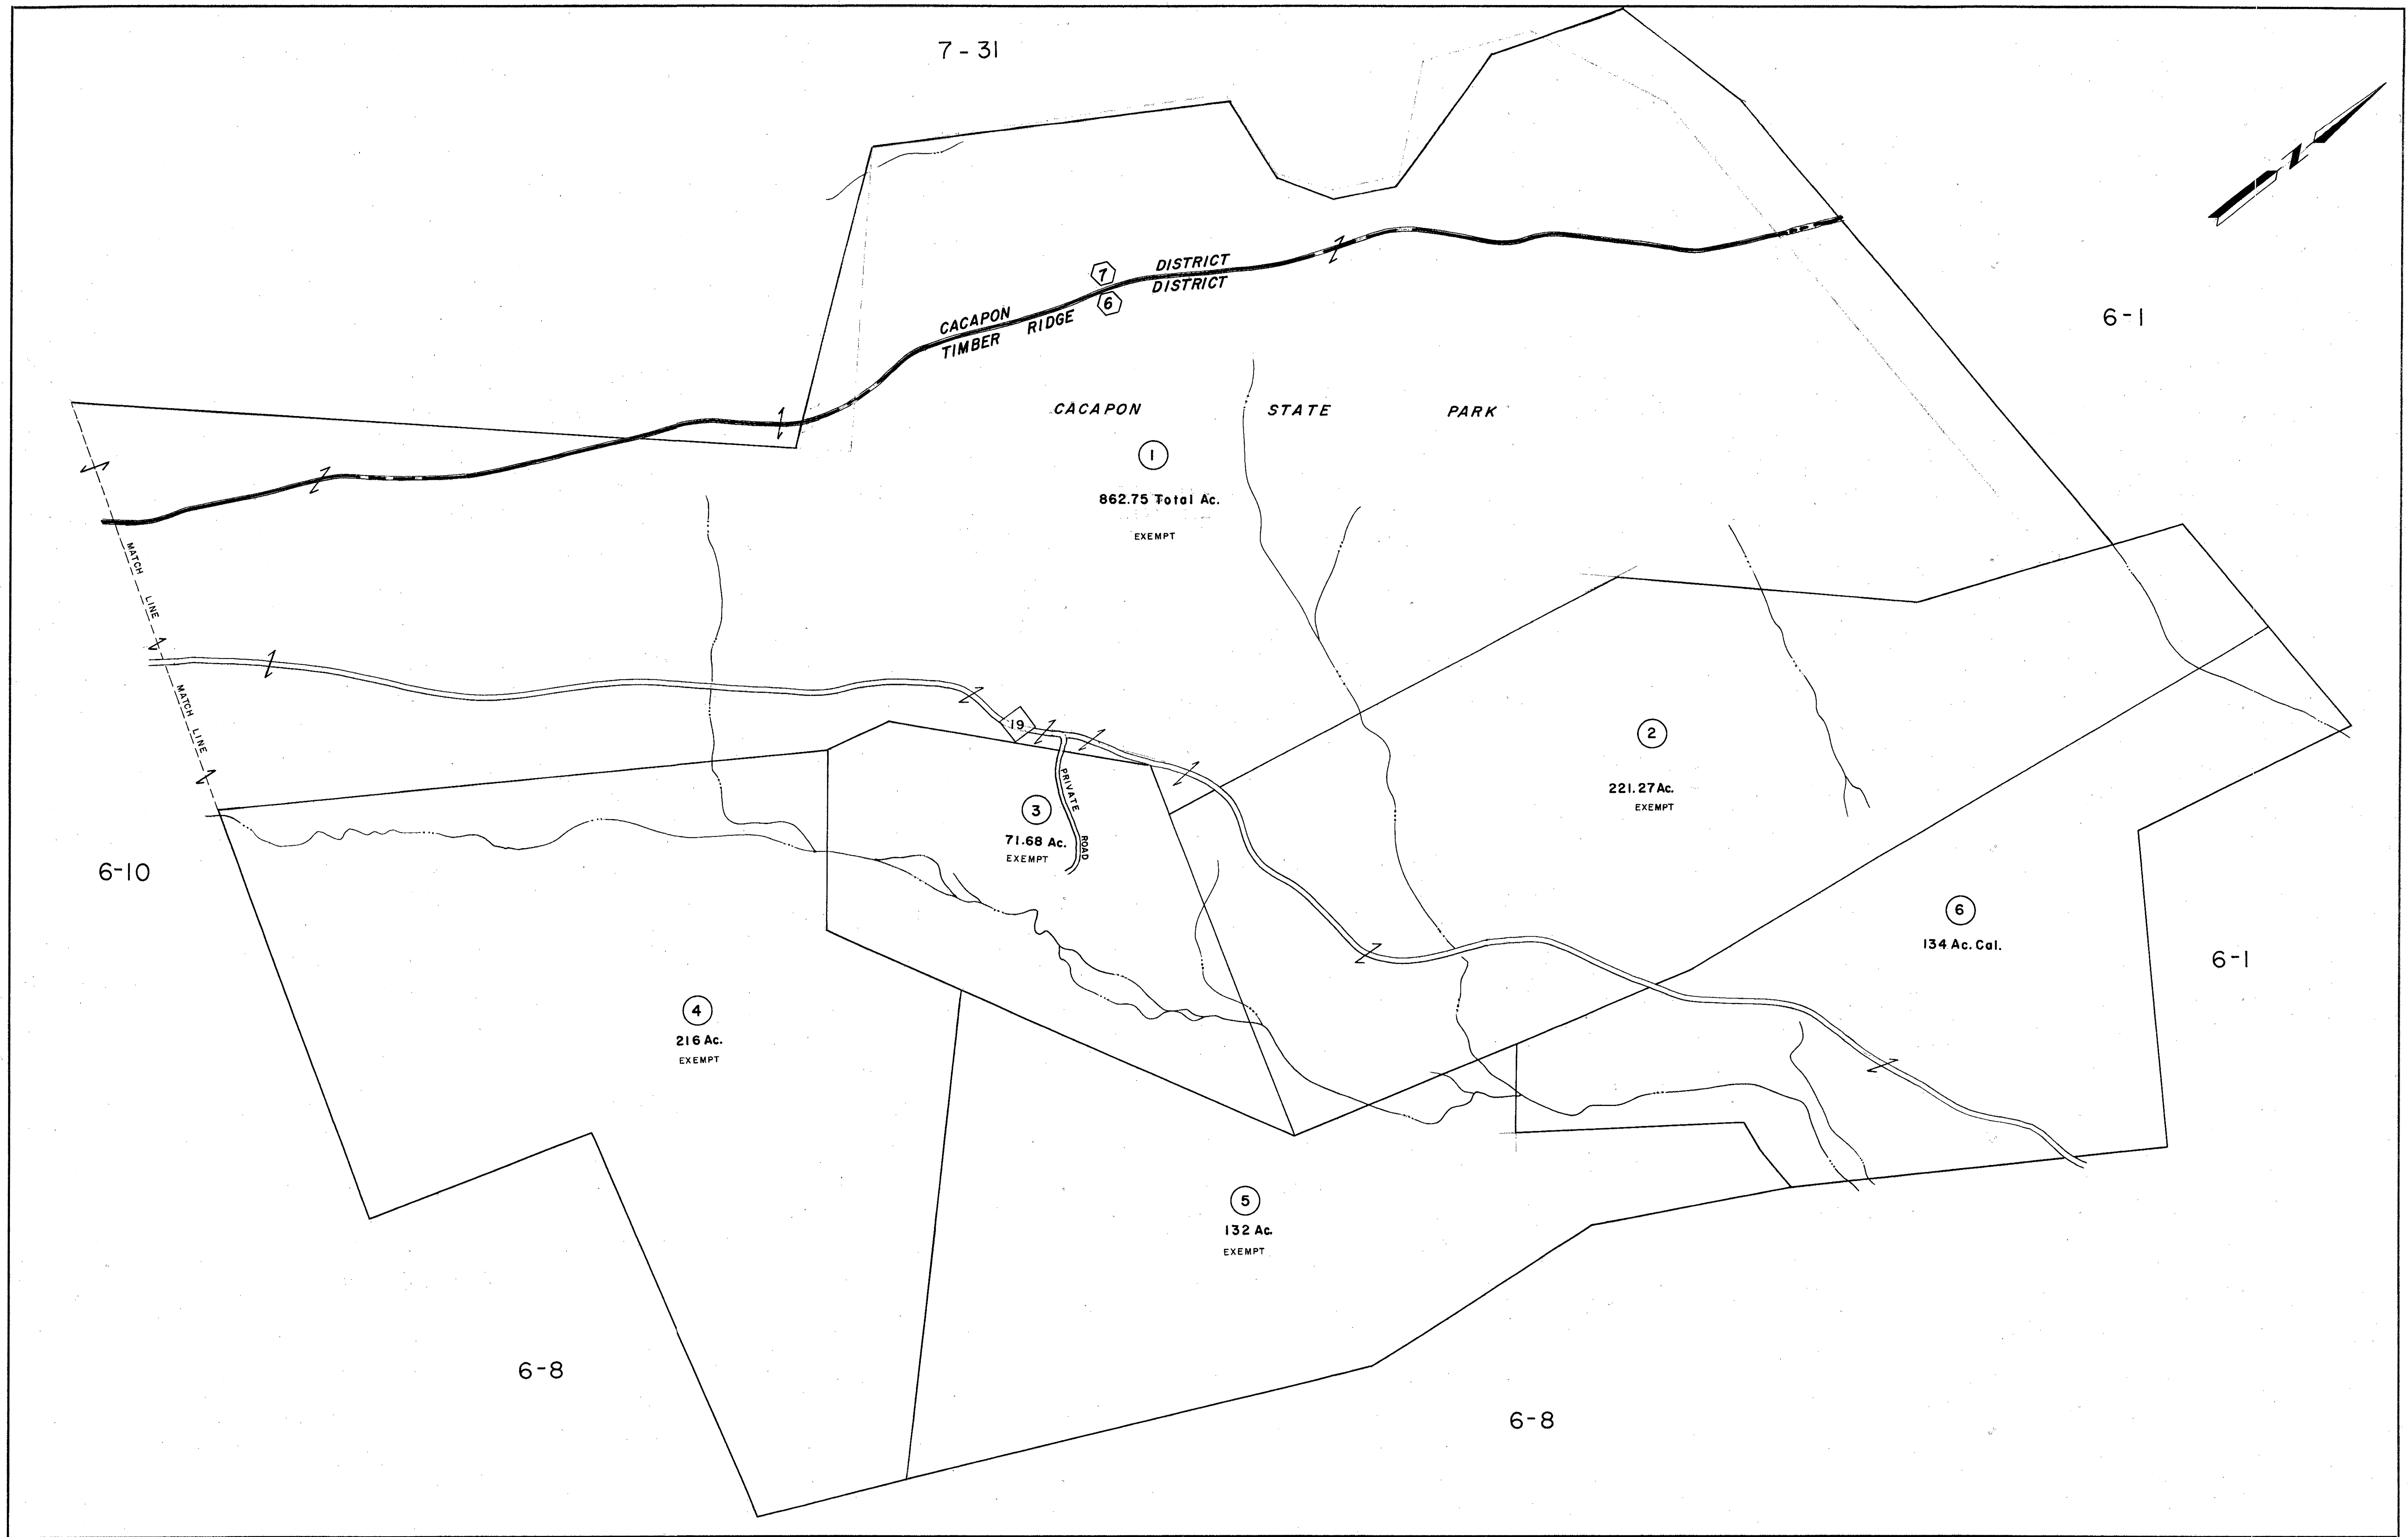 7-31
N
6-1
7
DISTRICT
DISTRICT
6
CACAPON
TIMBER RIDGE
CACAPON STATE PARK
1
862.75 Total Ac.
EXEMPT
MATCH LINE
MATCH LINE
19
PRIVATE ROAD
2
221.27 Ac.
EXEMPT
3
71.68 Ac.
EXEMPT
6-10
6
134 Ac. Cal.
6-1
4
216 Ac.
EXEMPT
5
132 Ac.
EXEMPT
6-8
6-8